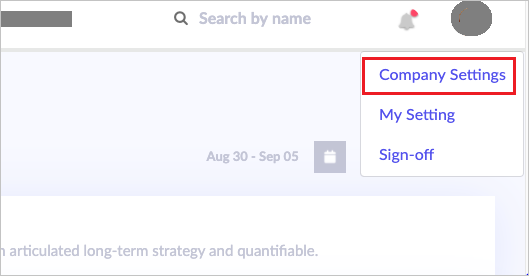 Search by name
Company Settings
My Setting
Sign-off
Aug 30 - Sep 05
articulated long-term strategy and quantifiable.